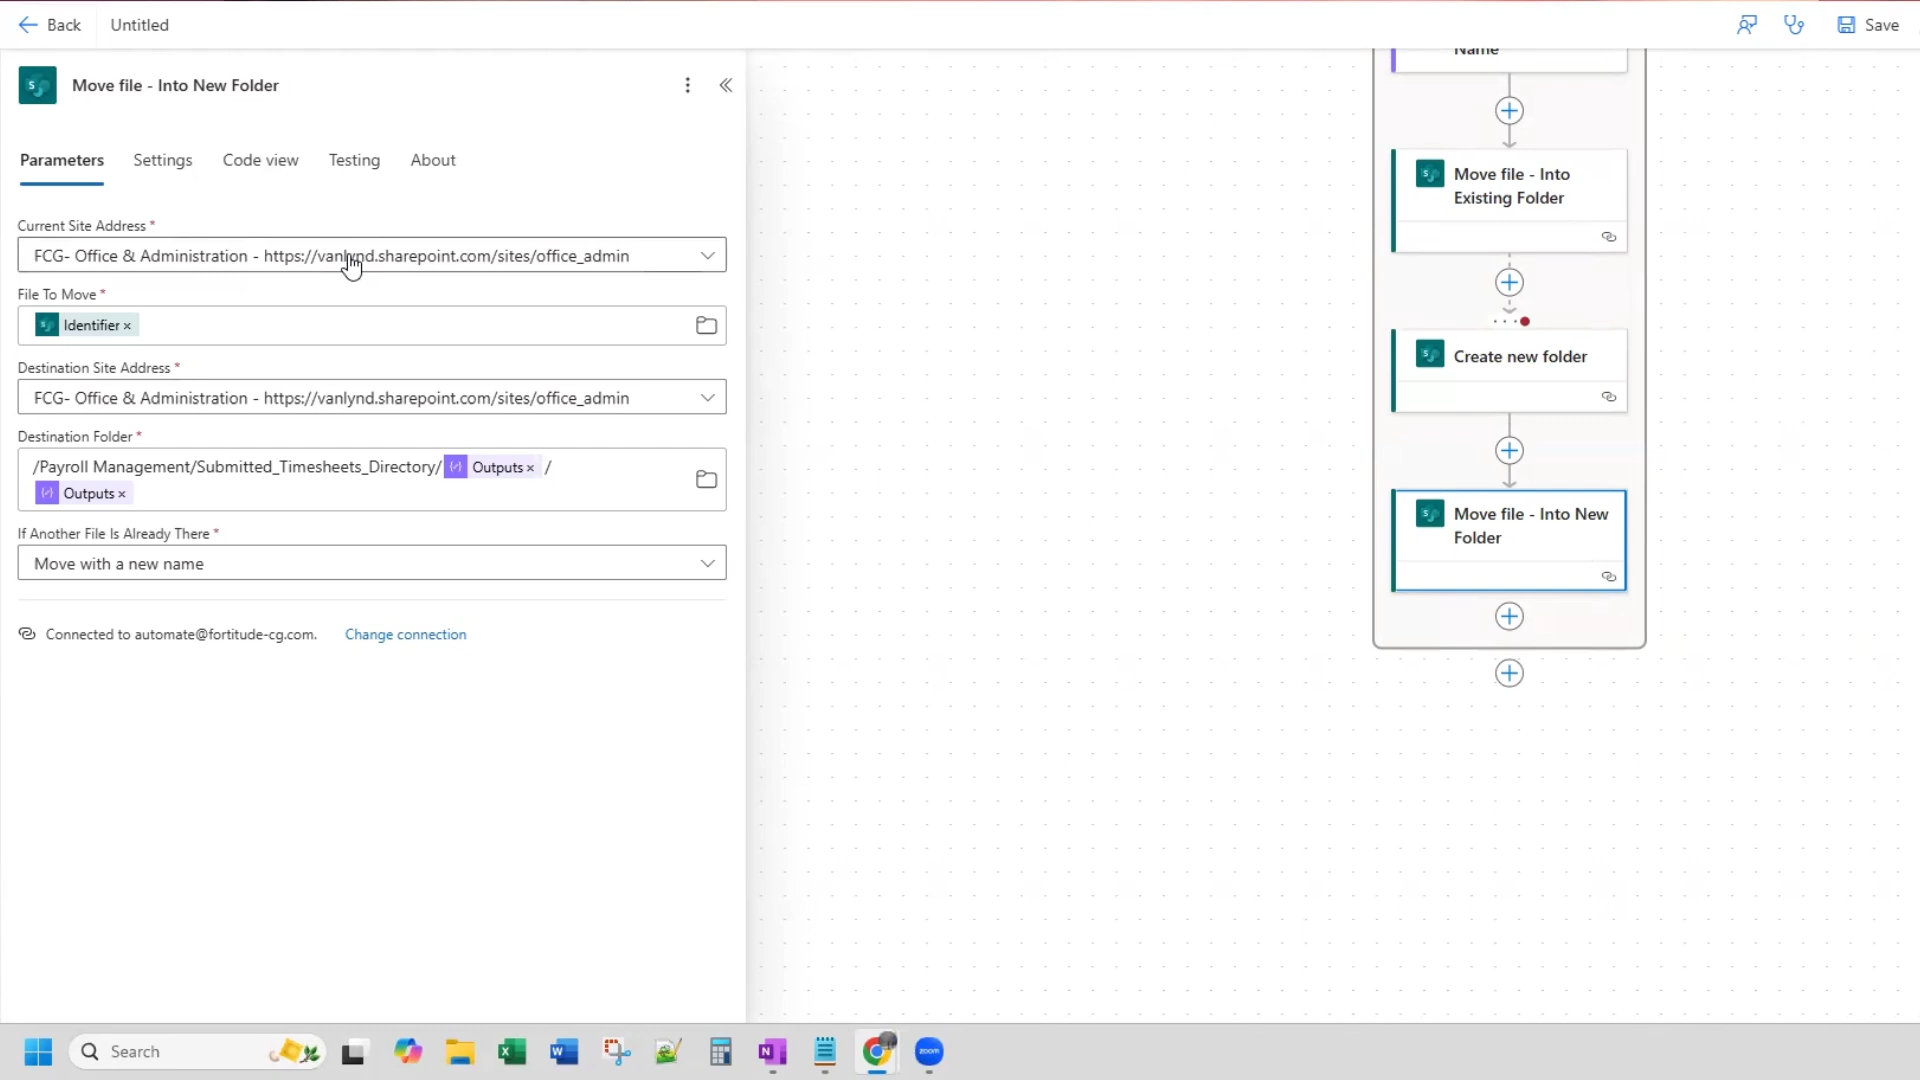 Back
Untitled
Save
Move file - Into New Folder
Parameters
Settings
Code view
Testing
About
Current Site Address *
FCG- Office & Administration - https://vanlynd.sharepoint.com/sites/office_admin
File To Move *
Identifier ×
Destination Site Address *
FCG- Office & Administration - https://vanlynd.sharepoint.com/sites/office_admin
Destination Folder *
/Payroll Management/Submitted_Timesheets_Directory/ Outputs × /
Outputs ×
If Another File Is Already There *
Move with a new name
Connected to automate@fortitude-cg.com. Change connection
Name
Move file - Into
Existing Folder
Create new folder
Move file - Into New
Folder
Search
zoom